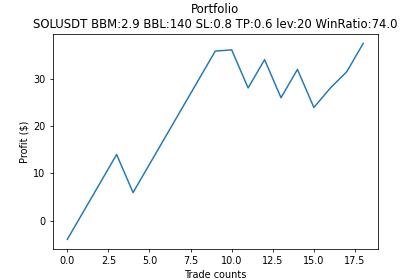 Portfolio
SOLUSDT BBM:2.9 BBL:140 SL:0.8 TP:0.6 lev:20 WinRatio:74.0
30
20
10
0
Profit ($)
0.0 2.5 5.0 7.5 10.0 12.5 15.0 17.5
Trade counts